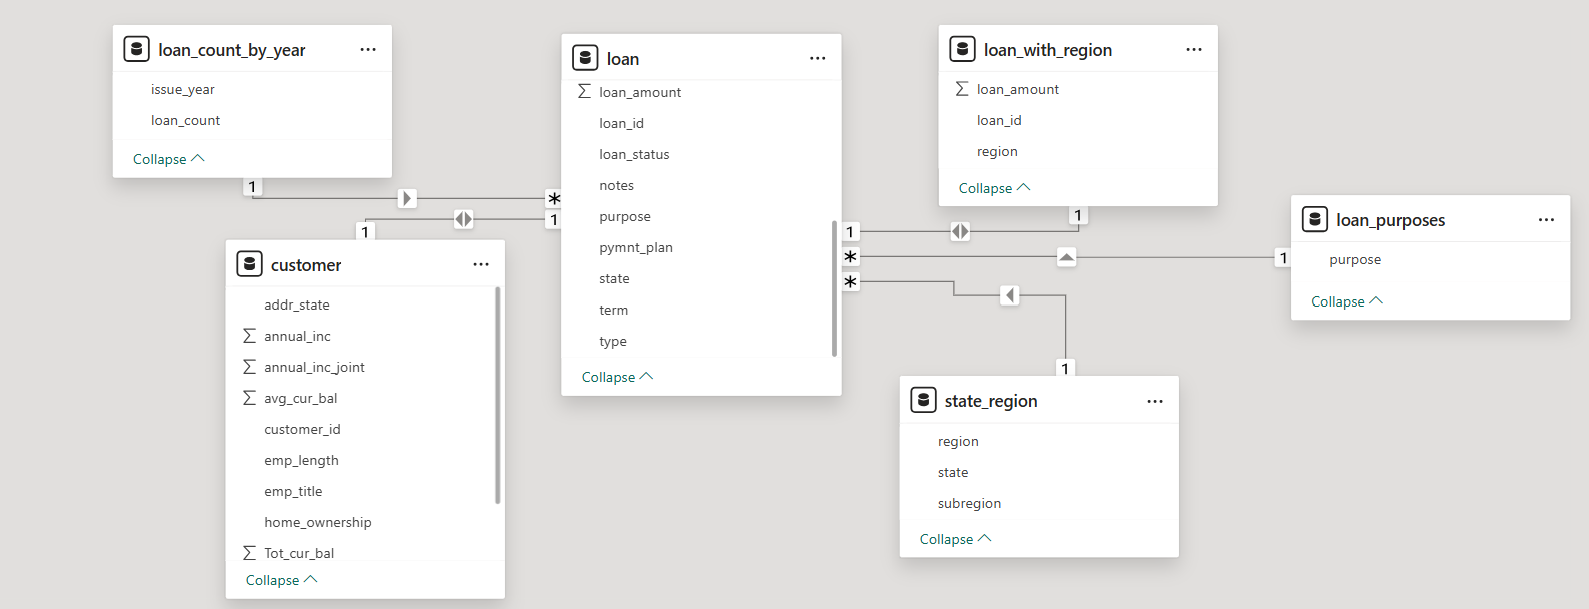 loan_count_by_year
issue_year
loan_count
Collapse
1
*
1
1
customer
addr_state
annual_inc
annual_inc_joint
avg_cur_bal
customer_id
emp_length
emp_title
home_ownership
Tot_cur_bal
Collapse
loan
loan_amount
loan_id
loan_status
notes
purpose
pymnt_plan
state
term
type
Collapse
loan_with_region
loan_amount
loan_id
region
Collapse
1
1
*
1
*
1
loan_purposes
purpose
Collapse
state_region
region
state
subregion
Collapse